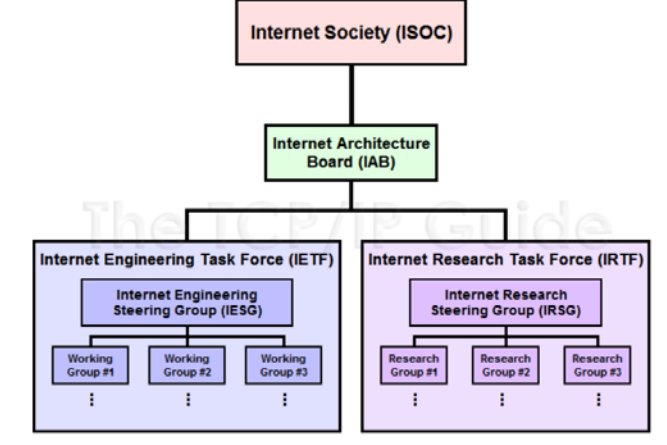 Internet Society (ISOC)
Internet Architecture
Board (IAB)
The TCP/IP Guide
Internet Engineering Task Force (IETF)
Internet Engineering
Steering Group (IESG)
Working
Group #1
Working
Group #2
Working
Group #3
Internet Research Task Force (IRTF)
Internet Research
Steering Group (IRSG)
Research
Group #1
Research
Group #2
Research
Group #3